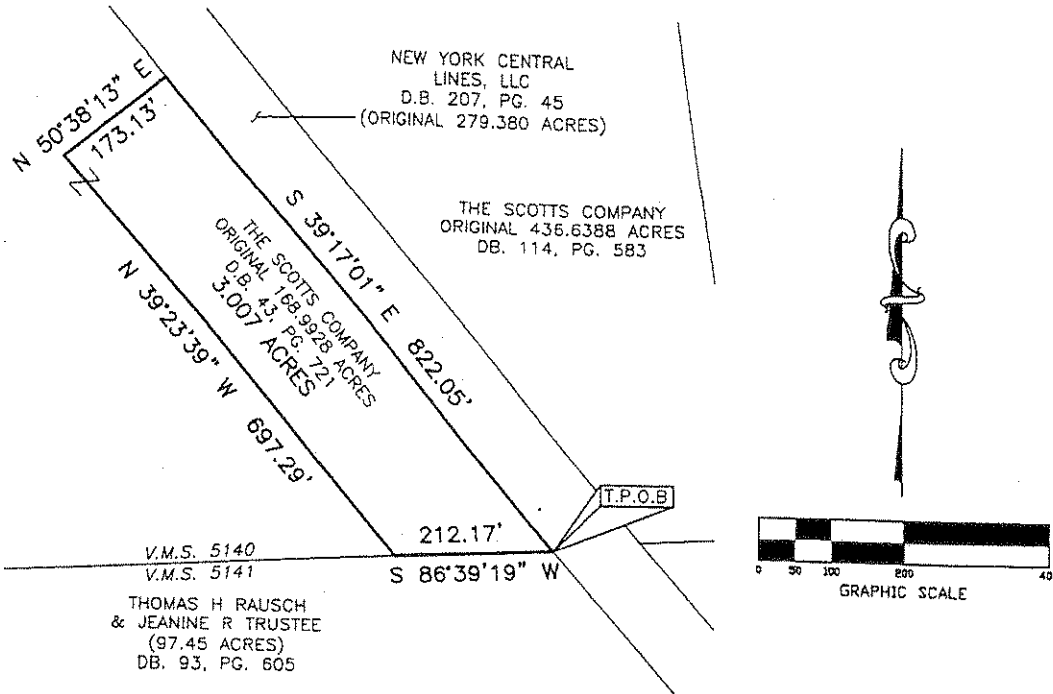 NEW YORK CENTRAL
LINES, LLC
D.B. 207, PG. 45
(ORIGINAL 279.380 ACRES)
N 50°38'13" E
173.13'
S 39°17'01" E 822.05'
THE SCOTTS COMPANY
ORIGINAL 436.6388 ACRES
DB. 114, PG. 583
THE SCOTTS COMPANY
ORIGINAL 168.9928 ACRES
D.B. 43, PG. 721
3.007 ACRES
N 39°23'39" W 697.29'
T.P.O.B
212.17'
S 86°39'19" W
V.M.S. 5140
V.M.S. 5141
THOMAS H RAUSCH
& JEANINE R TRUSTEE
(97.45 ACRES)
DB. 93, PG. 605
0 50 100 200 40
GRAPHIC SCALE